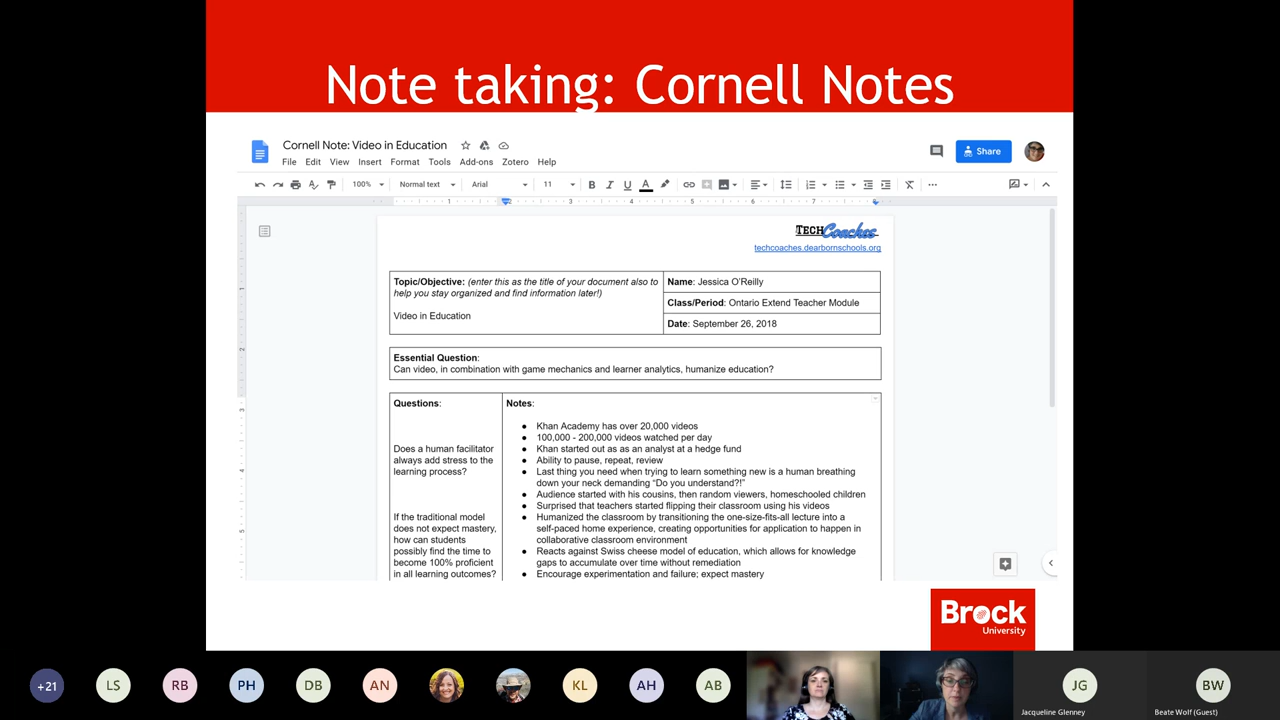 Note taking: Cornell Notes
Cornell Note: Video in Education
Share
File Edit View Insert Format Tools Add-ons Zotero Help
100% Normal text Arial 11 B I U A
1 2 3 4 5 6 7
TECHCoaches
techcoaches.dearbornschools.org
Topic/Objective: (enter this as the title of your document also to
help you stay organized and find information later!)
Video in Education
Name: Jessica O'Reilly
Class/Period: Ontario Extend Teacher Module
Date: September 26, 2018
Essential Question:
Can video, in combination with game mechanics and learner analytics, humanize education?
Questions:
Does a human facilitator
always add stress to the
learning process?
If the traditional model
does not expect mastery,
how can students
possibly find the time to
become 100% proficient
in all learning outcomes?
Notes:
● Khan Academy has over 20,000 videos
● 100,000 - 200,000 videos watched per day
● Khan started out as as an analyst at a hedge fund
● Ability to pause, repeat, review
● Last thing you need when trying to learn something new is a human breathing
down your neck demanding “Do you understand?!”
● Audience started with his cousins, then random viewers, homeschooled children
● Surprised that teachers started flipping their classroom using his videos
● Humanized the classroom by transitioning the one-size-fits-all lecture into a
self-paced home experience, creating opportunities for application to happen in
collaborative classroom environment
● Reacts against Swiss cheese model of education, which allows for knowledge
gaps to accumulate over time without remediation
● Encourage experimentation and failure; expect mastery
1
2
3
4
5
Brock
University
+21 LS RB PH DB AN KL AH AB JG BW
Jacqueline Glenney
Beate Wolf (Guest)